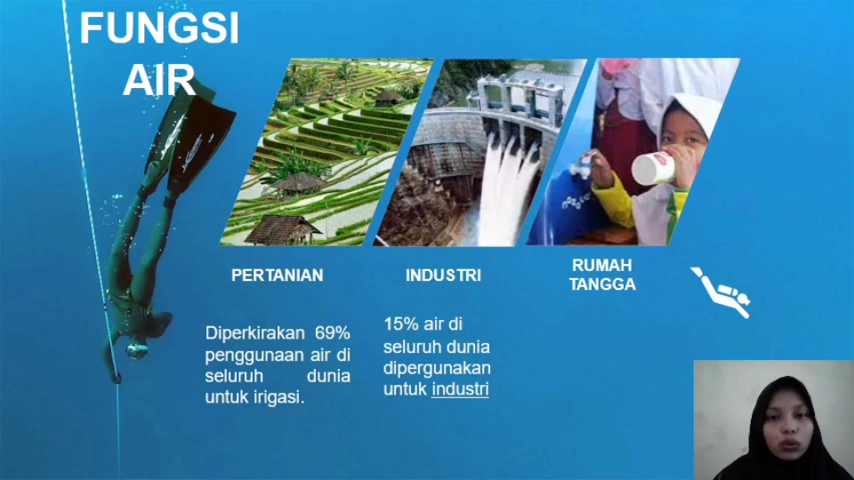 FUNGSI
AIR
PERTANIAN
INDUSTRI
RUMAH
TANGGA
Diperkirakan 69%
penggunaan air di
seluruh dunia
untuk irigasi.
15% air di
seluruh dunia
dipergunakan
untuk industri